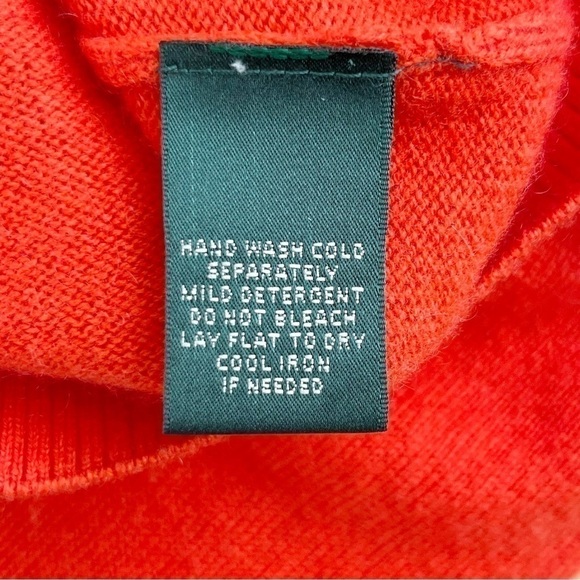 HAND WASH COLD
SEPARATELY
MILD DETERGENT
DO NOT BLEACH
LAY FLAT TO DRY
COOL IRON
IF NEEDED